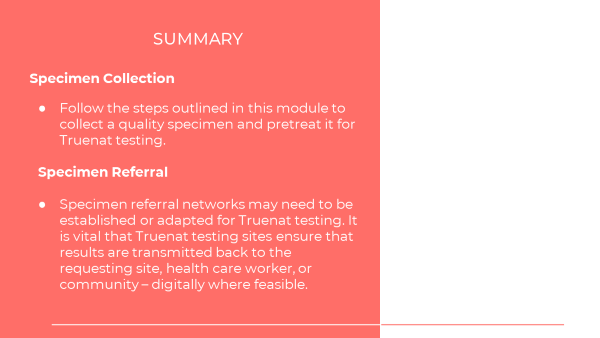 SUMMARY
Specimen Collection
● Follow the steps outlined in this module to
collect a quality specimen and pretreat it for
Truenat testing.
Specimen Referral
● Specimen referral networks may need to be
established or adapted for Truenat testing. It
is vital that Truenat testing sites ensure that
results are transmitted back to the
requesting site, health care worker, or
community – digitally where feasible.